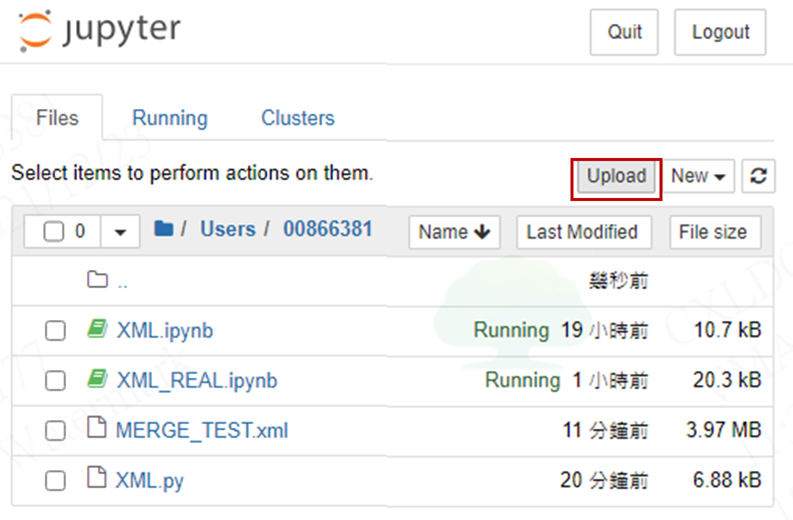 jupyter Quit Logout
Files Running Clusters
Select items to perform actions on them. Upload New
0 / Users / 00866381 Name Last Modified File size
.. 幾秒前
XML.ipynb Running 19 小時前 10.7 kB
XML_REAL.ipynb Running 1 小時前 20.3 kB
MERGE_TEST.xml 11 分鐘前 3.97 MB
XML.py 20 分鐘前 6.88 kB